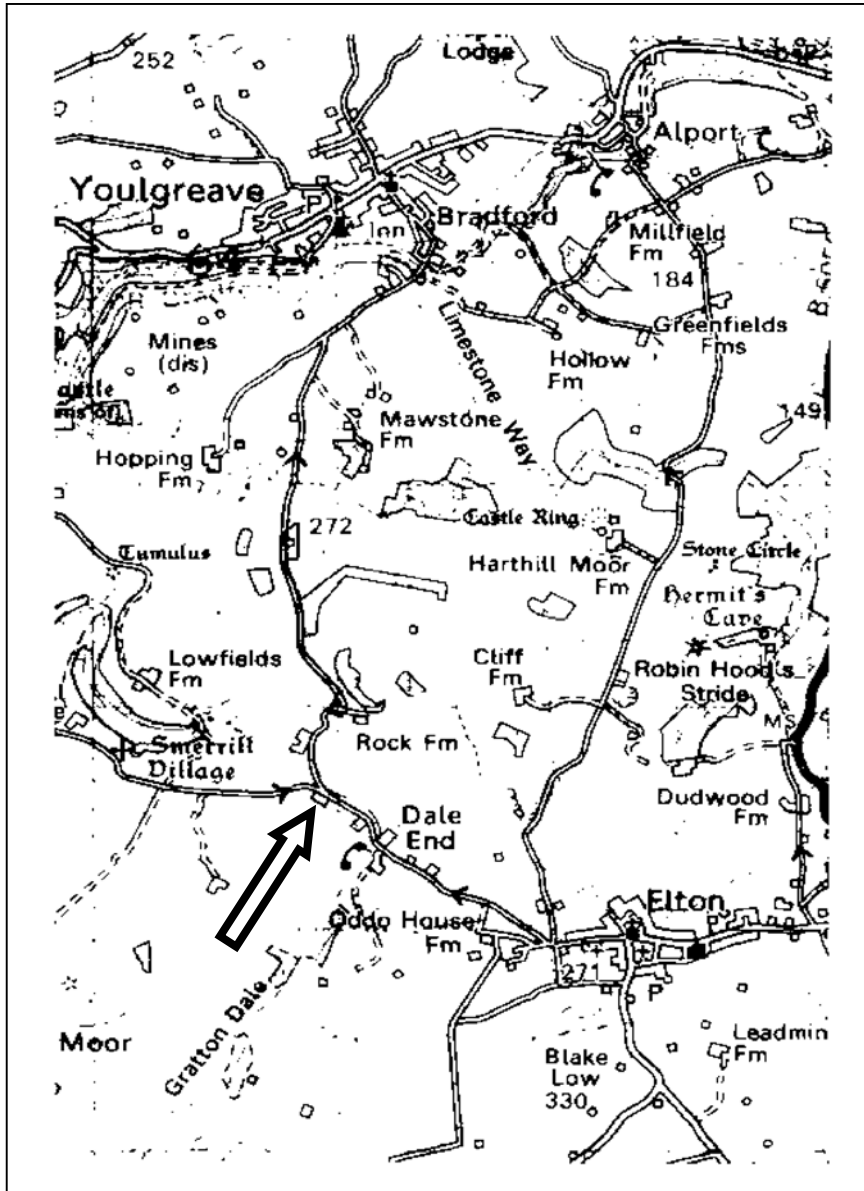 Lodge
252
Alport
Youlgreave
P
Bradford
Inn
Millfield
Fm
184
Greenfields
Fms
Mines
(dis)
Limestone
Way
Hollow
Fm
149
Mawstone
Fm
Hopping
Fm
272
Castle Ring
Tumulus
Harthill Moor
Fm
Stone Circle
Hermit's
Cave
Lowfields
Fm
Cliff
Fm
Robin Hood's
Stride
Rock Fm
MS
Smerrill
Village
Dudwood
Fm
Dale
End
Elton
Oddo House
Fm
271
P
Gratton Dale
Moor
Blake
Low
330
Leadmin
Fm